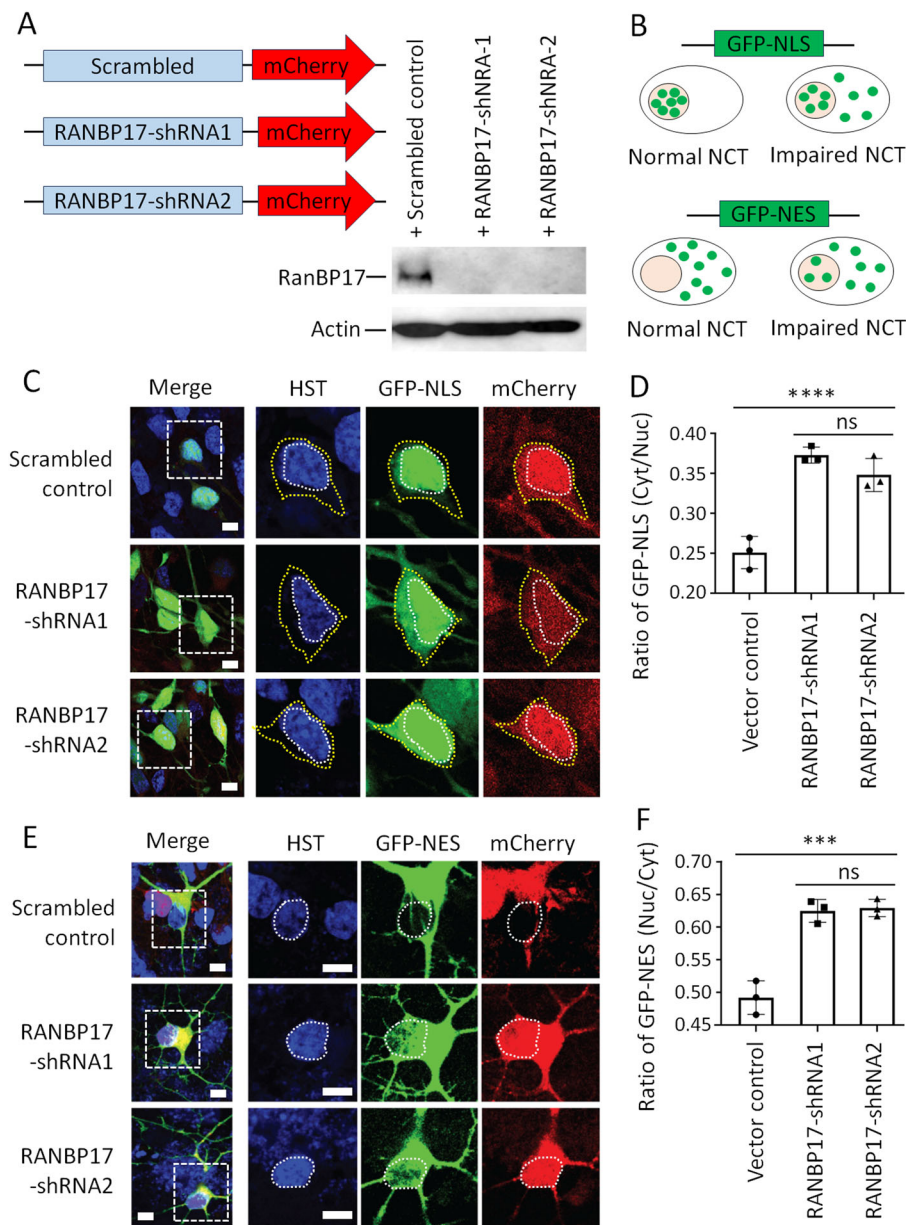 A
Scrambled
mCherry
RANBP17-shRNA1
mCherry
RANBP17-shRNA2
mCherry
+ Scrambled control
+ RANBP17-shNRA-1
+ RANBP17-shNRA-2
RanBP17
Actin
B
GFP-NLS
Normal NCT
Impaired NCT
GFP-NES
Normal NCT
Impaired NCT
C
Merge
HST
GFP-NLS
mCherry
Scrambled
control
RANBP17
-shRNA1
RANBP17
-shRNA2
D
Ratio of GFP-NLS (Cyt/Nuc)
0.40
0.35
0.25
0.20
****
ns
Vector control
RANBP17-shRNA1
RANBP17-shRNA2
E
Merge
HST
GFP-NES
mCherry
Scrambled
control
RANBP17
-shRNA1
RANBP17
-shRNA2
F
Ratio of GFP-NES (Nuc/Cyt)
0.70
0.65
0.60
0.50
0.45
***
ns
Vector control
RANBP17-shRNA1
RANBP17-shRNA2